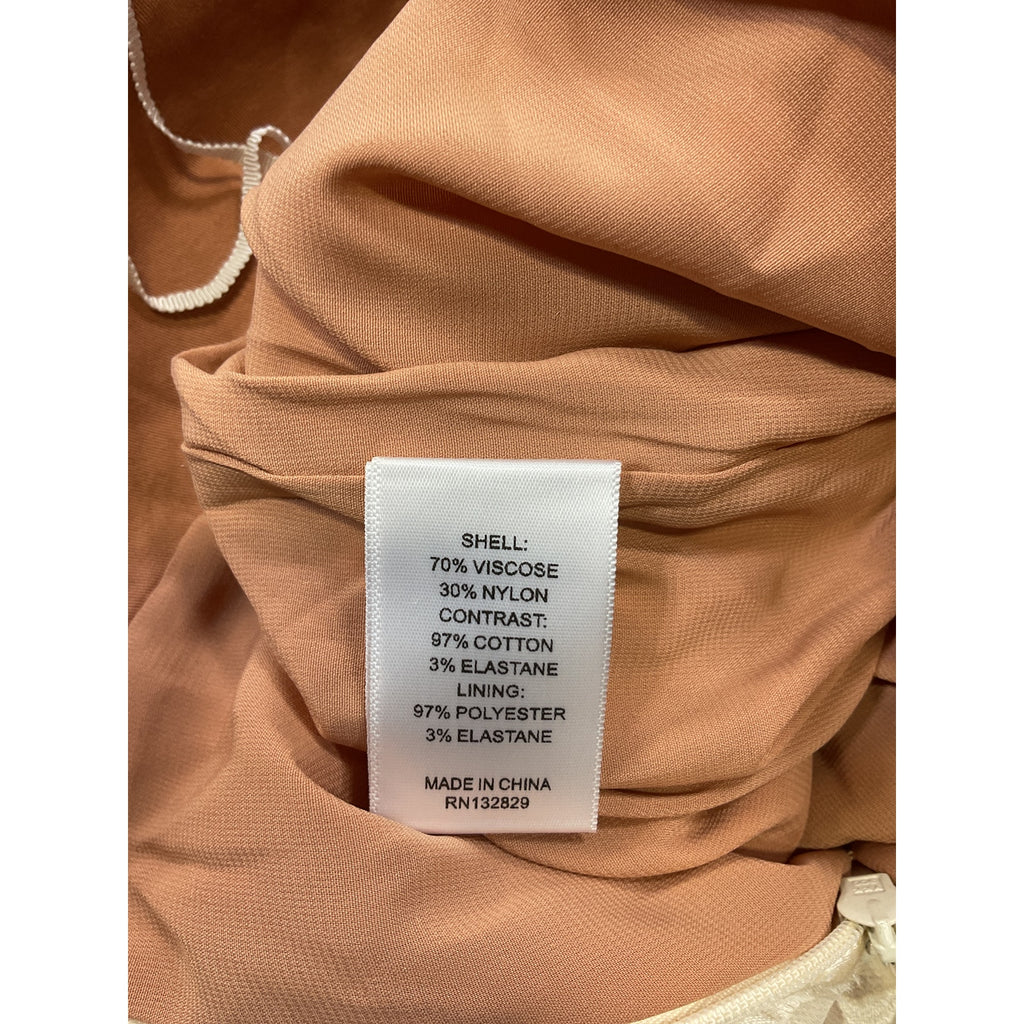 SHELL:
70% VISCOSE
30% NYLON
CONTRAST:
97% COTTON
3% ELASTANE
LINING:
97% POLYESTER
3% ELASTANE
MADE IN CHINA
RN132829